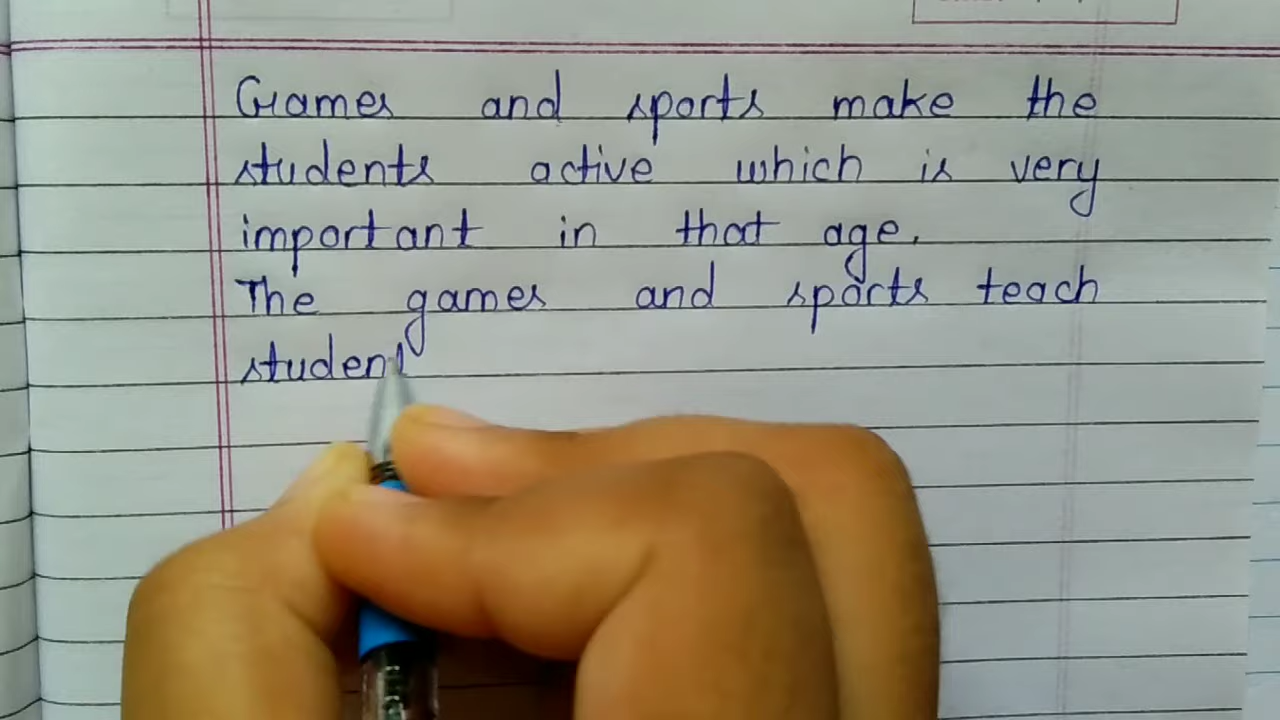 Games and sports make the
students active which is very
important in that age.
The games and sports teach
student